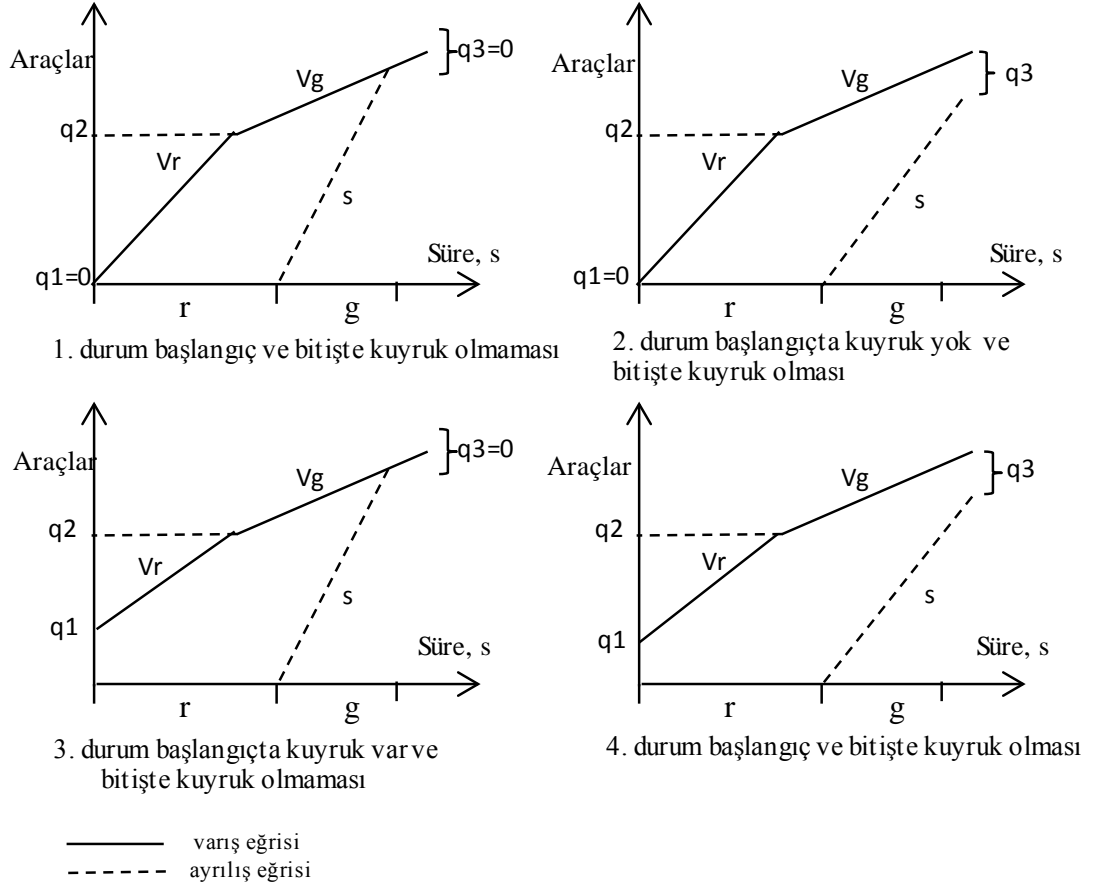 Araçlar
q3=0
Vg
q2
Vr
s
Süre, s
q1=0
r
g
1. durum başlangıç ve bitişte kuyruk olmaması
Araçlar
q3
Vg
q2
Vr
s
Süre, s
q1=0
r
g
2. durum başlangıçta kuyruk yok ve
bitişte kuyruk olması
Araçlar
q3=0
Vg
q2
Vr
s
q1
Süre, s
r
g
3. durum başlangıçta kuyruk var ve
bitişte kuyruk olmaması
Araçlar
q3
Vg
q2
Vr
s
q1
Süre, s
r
g
4. durum başlangıç ve bitişte kuyruk olması
varış eğrisi
ayrılış eğrisi